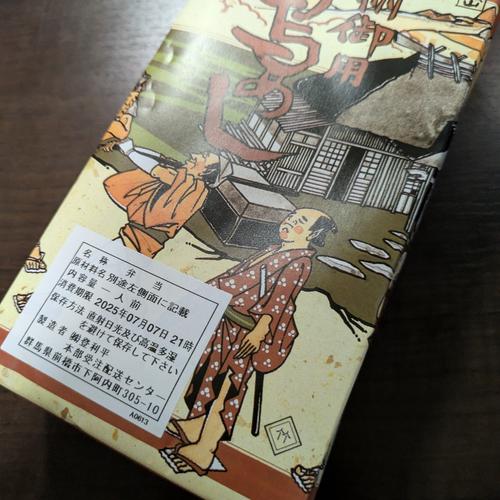 御用
鳥めし
名称 弁当
原材料名 別途左側面に記載
内容量 一人前
消費期限 2025年07月07日 21時
保存方法 直射日光及び高温多湿
を避けて保存して下さい
製造者 ㈱登利平
本部受注配送センター
群馬県前橋市下阿内町305-10
A0613